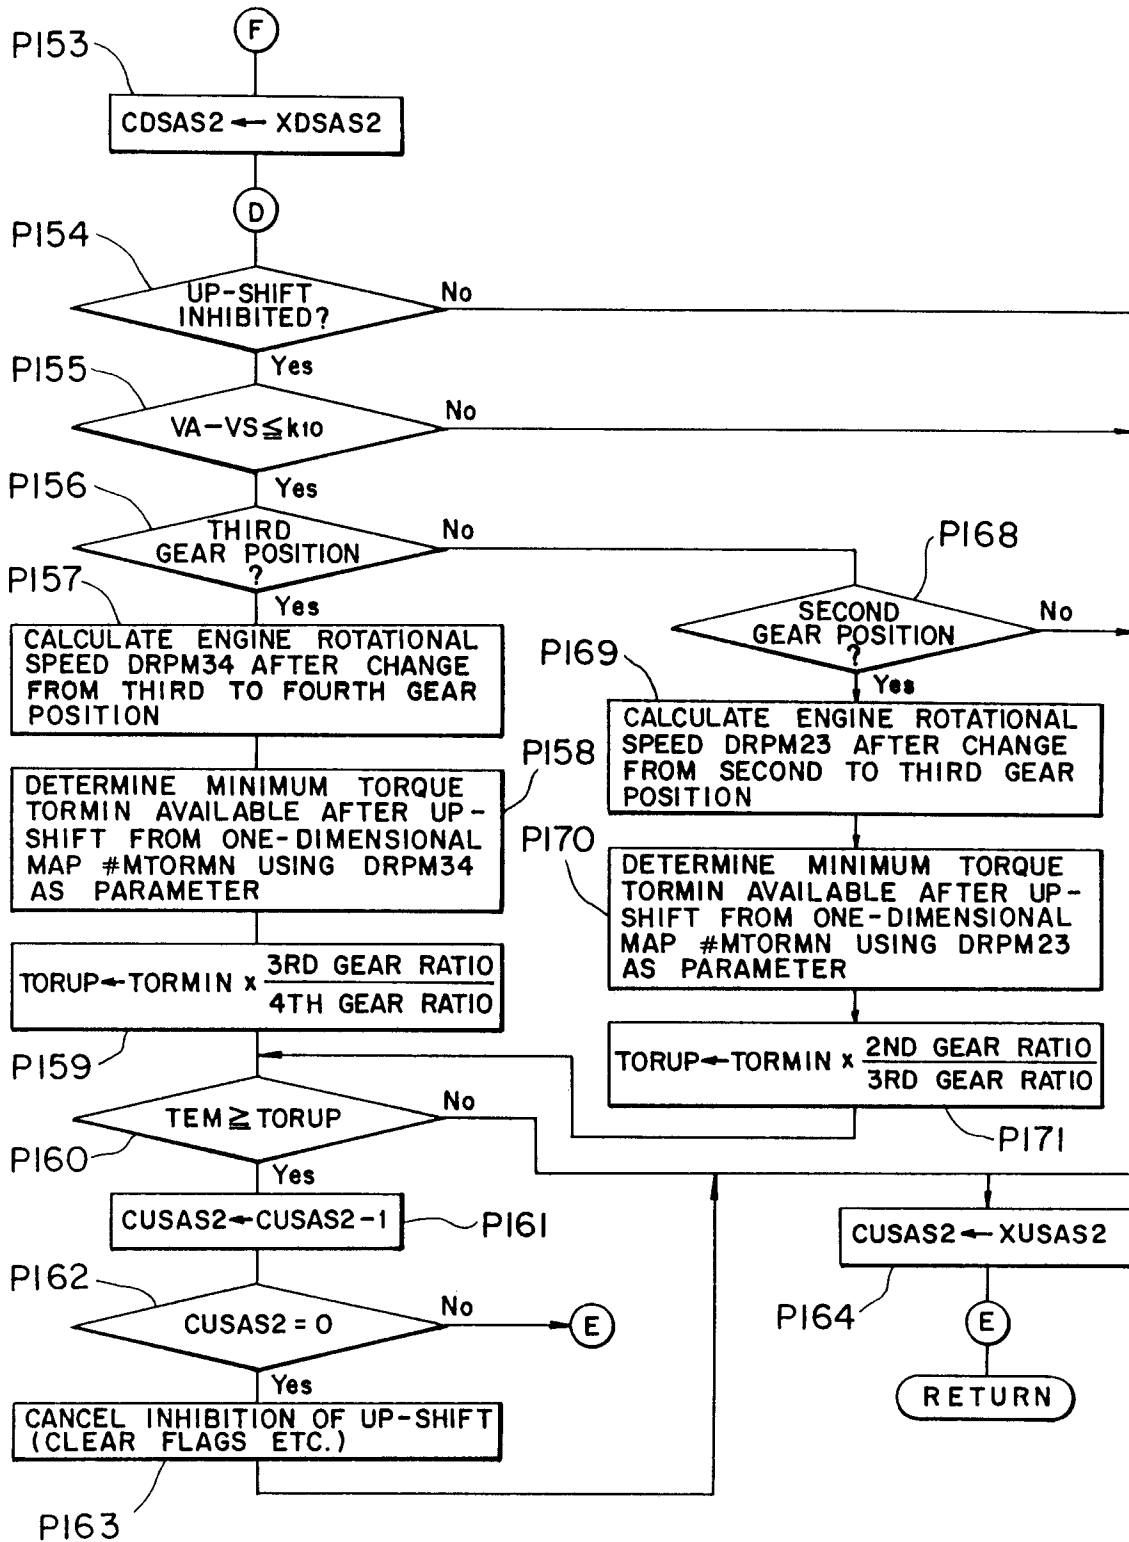 F
P153
CDSAS2 ← XDSAS2
D
P154
UP-SHIFT
INHIBITED?
No
Yes
P155
VA-VS≦k10
No
Yes
P156
THIRD
GEAR POSITION
?
No
Yes
P157
CALCULATE ENGINE ROTATIONAL
SPEED DRPM34 AFTER CHANGE
FROM THIRD TO FOURTH GEAR
POSITION
P158
DETERMINE MINIMUM TORQUE
TORMIN AVAILABLE AFTER UP-
SHIFT FROM ONE-DIMENSIONAL
MAP #MTORMN USING DRPM34
AS PARAMETER
TORUP←TORMIN x 3RD GEAR RATIO
4TH GEAR RATIO
P159
TEM≧TORUP
No
P160
Yes
CUSAS2←CUSAS2-1
P161
P162
CUSAS2=0
No
E
Yes
CANCEL INHIBITION OF UP-SHIFT
(CLEAR FLAGS ETC.)
P163
P168
SECOND
GEAR POSITION
?
No
Yes
P169
CALCULATE ENGINE ROTATIONAL
SPEED DRPM23 AFTER CHANGE
FROM SECOND TO THIRD GEAR
POSITION
P170
DETERMINE MINIMUM TORQUE
TORMIN AVAILABLE AFTER UP-
SHIFT FROM ONE-DIMENSIONAL
MAP #MTORMN USING DRPM23
AS PARAMETER
TORUP←TORMIN x 2ND GEAR RATIO
3RD GEAR RATIO
P171
CUSAS2← XUSAS2
P164
E
RETURN